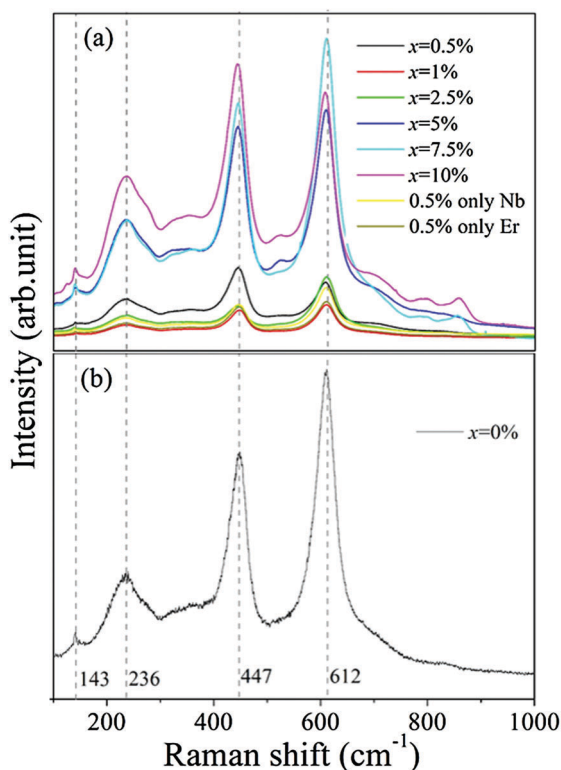 (a)
x=0.5%
x=1%
x=2.5%
x=5%
x=7.5%
x=10%
0.5% only Nb
0.5% only Er
Intensity (arb.unit)
(b)
x=0%
143 236 447 612
200 400 600 800 1000
Raman shift (cm⁻¹)